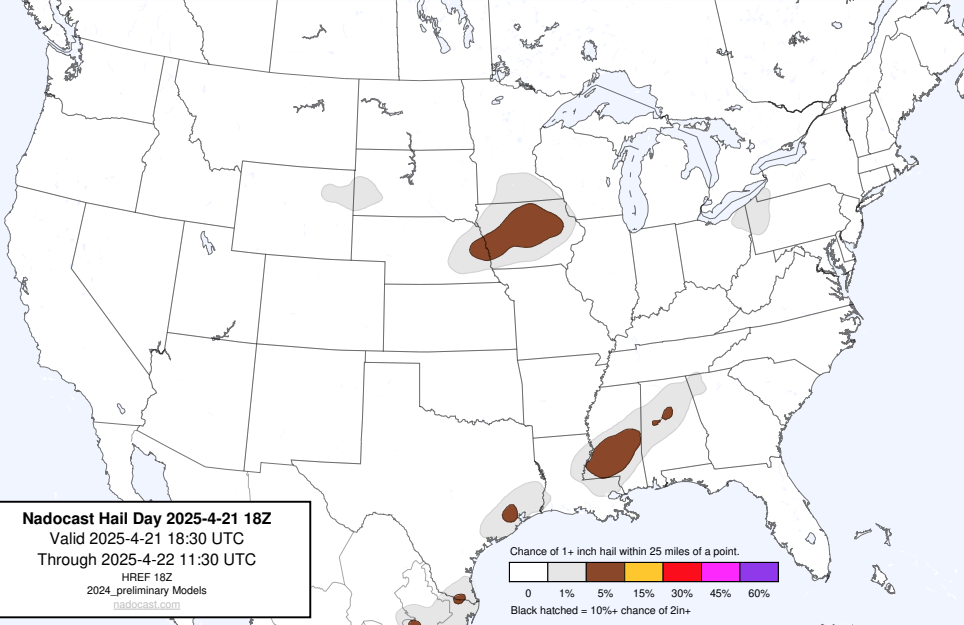 Nadocast Hail Day 2025-4-21 18Z
Valid 2025-4-21 18:30 UTC
Through 2025-4-22 11:30 UTC
HREF 18Z
2024_preliminary Models
nadocast.com
Chance of 1+ inch hail within 25 miles of a point.
0 1% 5% 15% 30% 45% 60%
Black hatched = 10%+ chance of 2in+